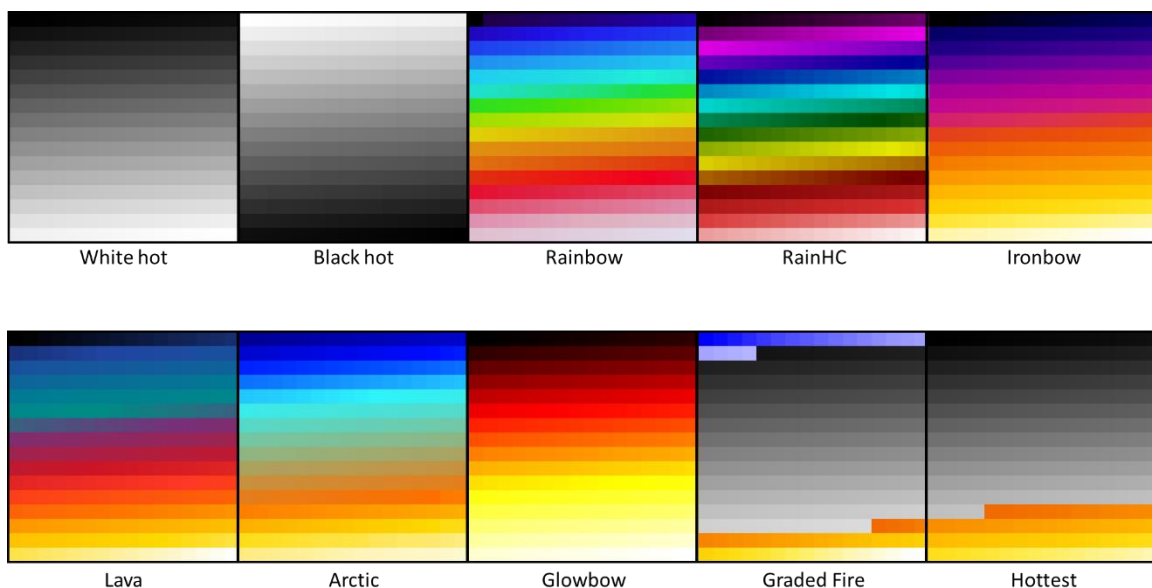 White hot
Black hot
Rainbow
RainHC
Ironbow
Lava
Arctic
Glowbow
Graded Fire
Hottest